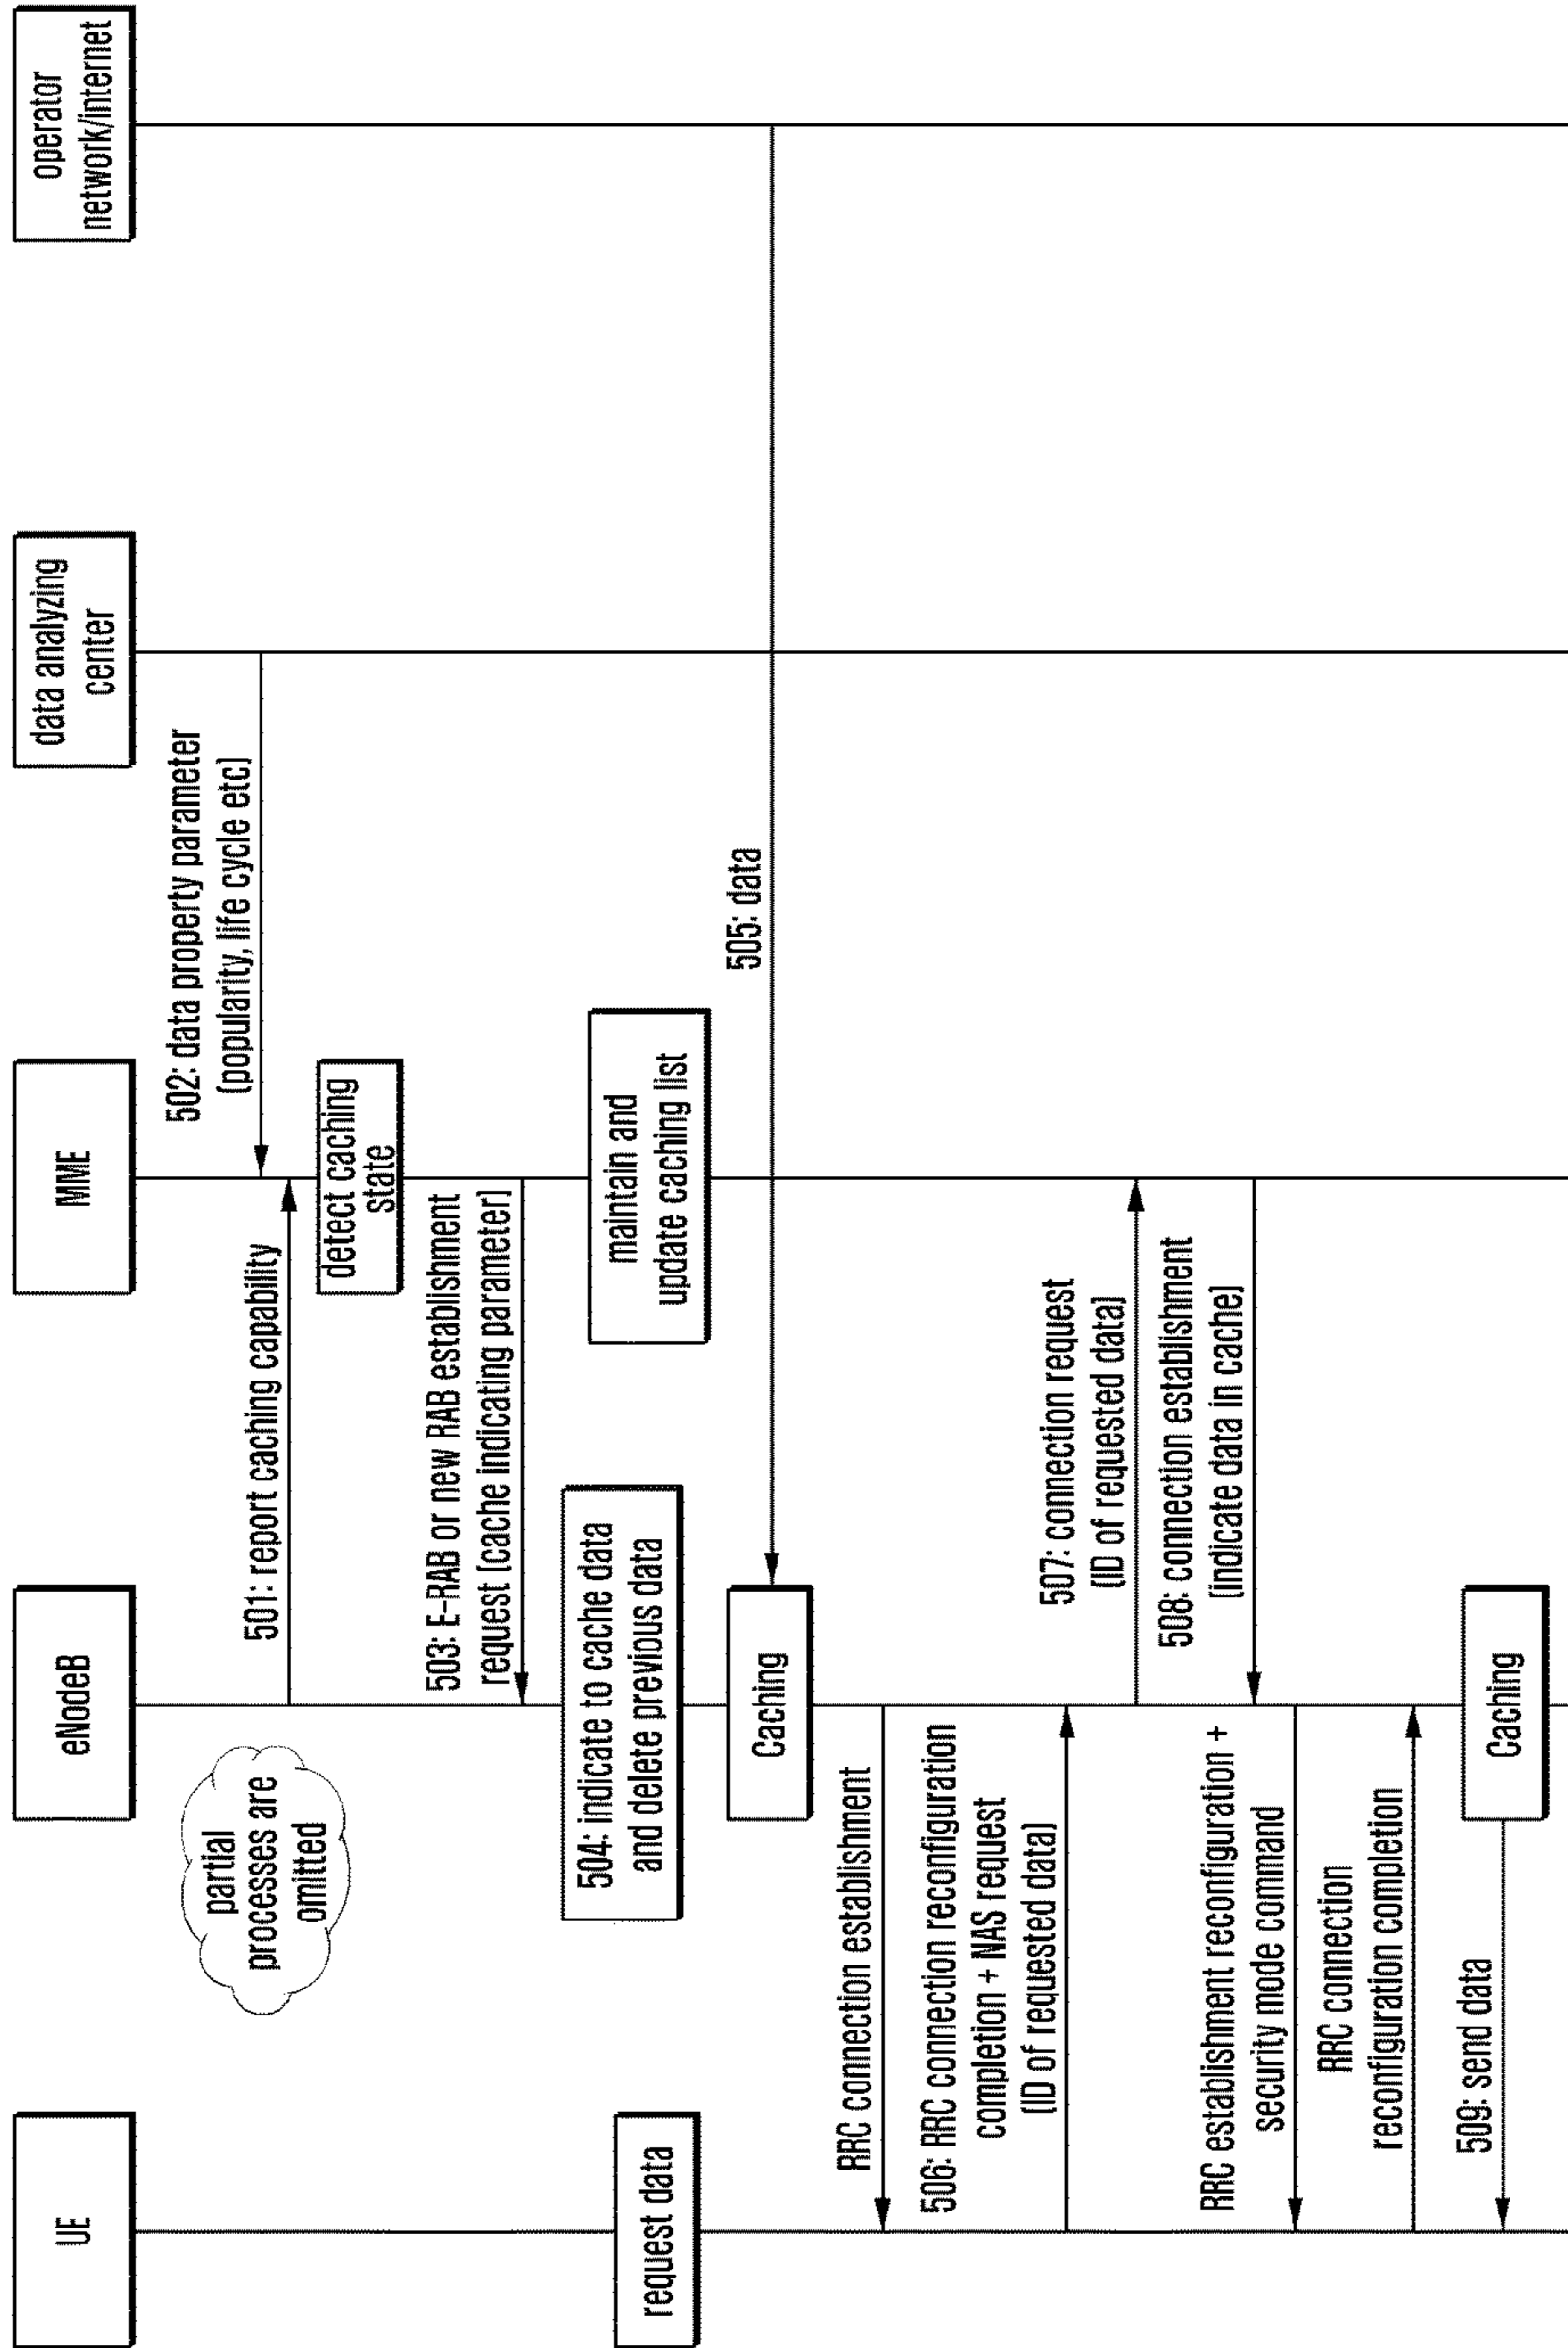 UE
eNodeB
MME
data analyzing
center
operator
network/internet
partial
processes are
omitted
502: data property parameter
(popularity, life cycle etc)
501: report caching capability
detect caching
state
503: E-RAB or new RAB establishment
request (cache indicating parameter)
504: indicate to cache data
and delete previous data
maintain and
update caching list
request data
505: data
Caching
RRC connection establishment
506: RRC connection reconfiguration
completion + NAS request
(ID of requested data)
507: connection request
(ID of requested data)
508: connection establishment
(indicate data in cache)
RRC establishment reconfiguration +
security mode command
RRC connection
reconfiguration completion
509: send data
Caching